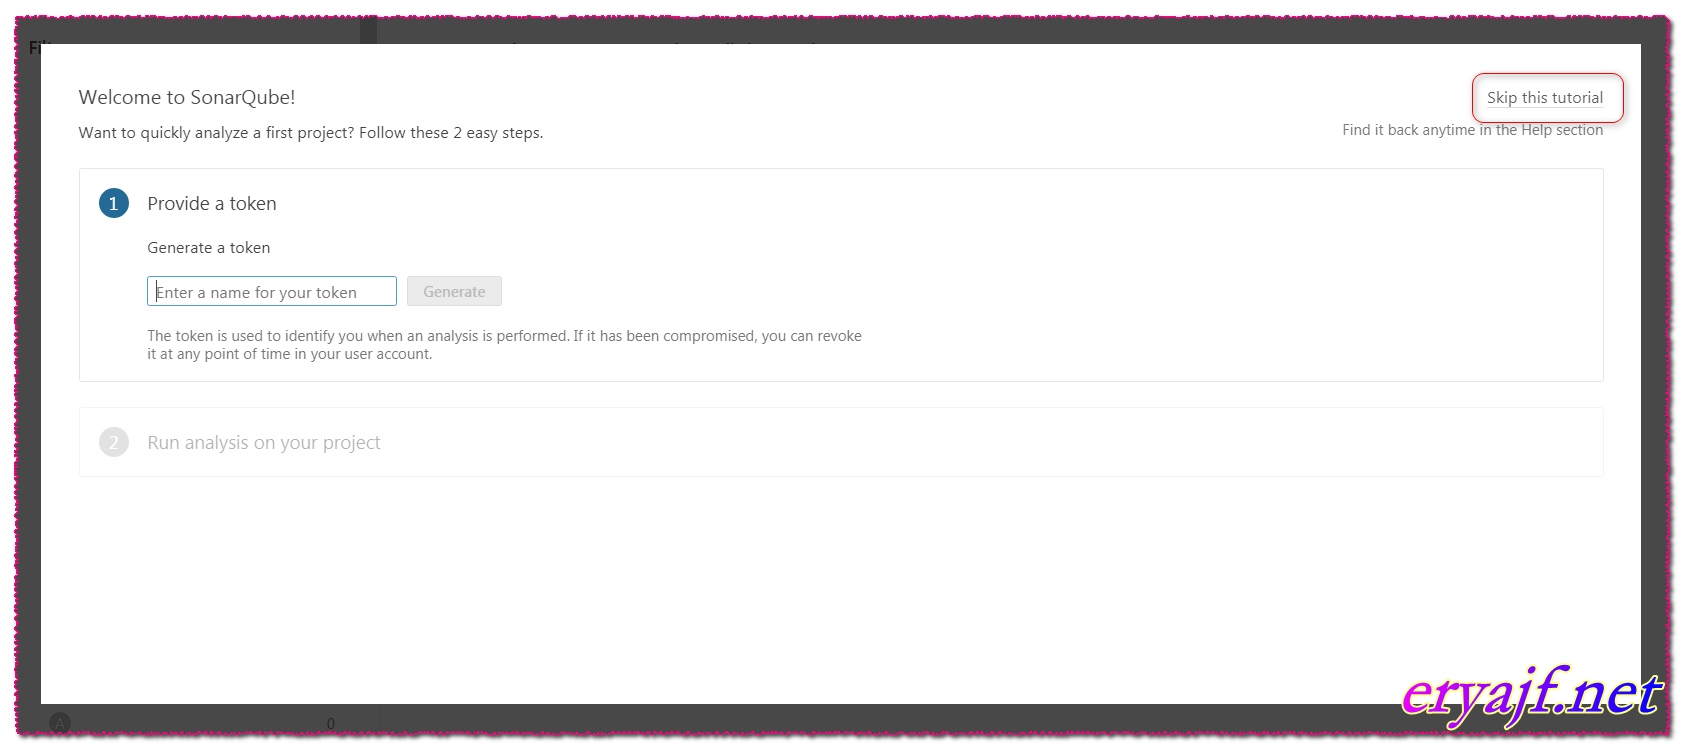 Welcome to SonarQube!
Skip this tutorial
Want to quickly analyze a first project? Follow these 2 easy steps.
Find it back anytime in the Help section
1 Provide a token
Generate a token
Enter a name for your token Generate
The token is used to identify you when an analysis is performed. If it has been compromised, you can revoke
it at any point of time in your user account.
2 Run analysis on your project
eryajf.net
A 0